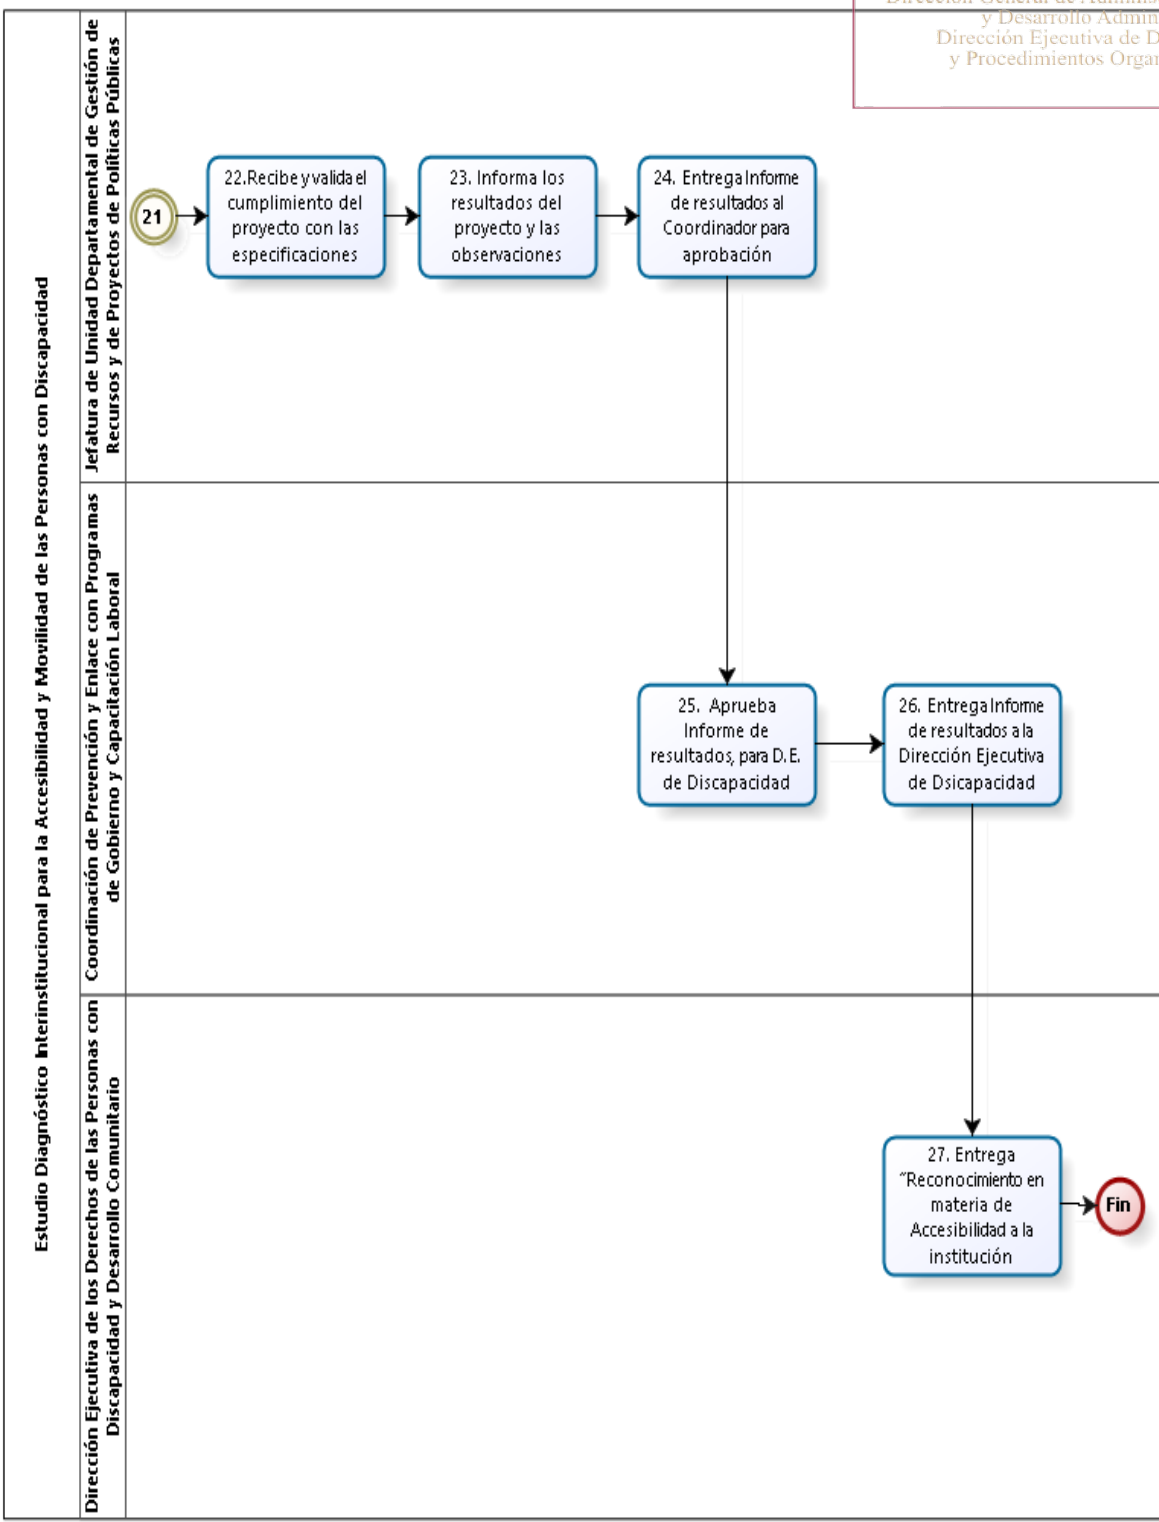 Dirección General de Adminis
y Desarrollo Admin
Dirección Ejecutiva de D
y Procedimientos Organ
Estudio Diagnóstico Interinstitucional para la Accesibilidad y Movilidad de las Personas con Discapacidad
Jefatura de Unidad Departamental de Gestión de
Recursos y de Proyectos de Políticas Públicas
21
22.Recibe y valida el
cumplimiento del
proyecto con las
especificaciones
23. Informa los
resultados del
proyecto y las
observaciones
24. Entrega Informe
de resultados al
Coordinador para
aprobación
Coordinación de Prevención y Enlace con Programas
de Gobierno y Capacitación Laboral
25. Aprueba
Informe de
resultados, para D.E.
de Discapacidad
26. Entrega Informe
de resultados a la
Dirección Ejecutiva
de Dsicapacidad
Dirección Ejecutiva de los Derechos de las Personas con
Discapacidad y Desarrollo Comunitario
27. Entrega
“Reconocimiento en
materia de
Accesibilidad a la
institución
Fin